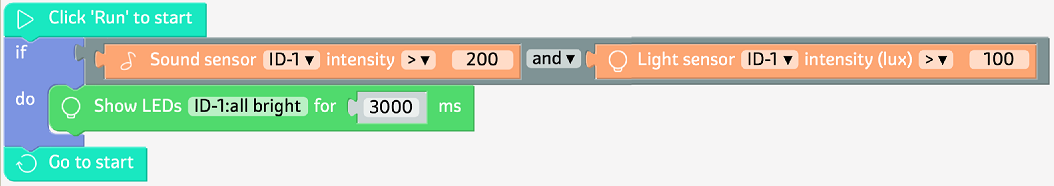 Click 'Run' to start
if Sound sensor ID-1▾ intensity >▾ 200 and▾ Light sensor ID-1▾ intensity (lux) >▾ 100
do Show LEDs ID-1:all bright for 3000 ms
Go to start